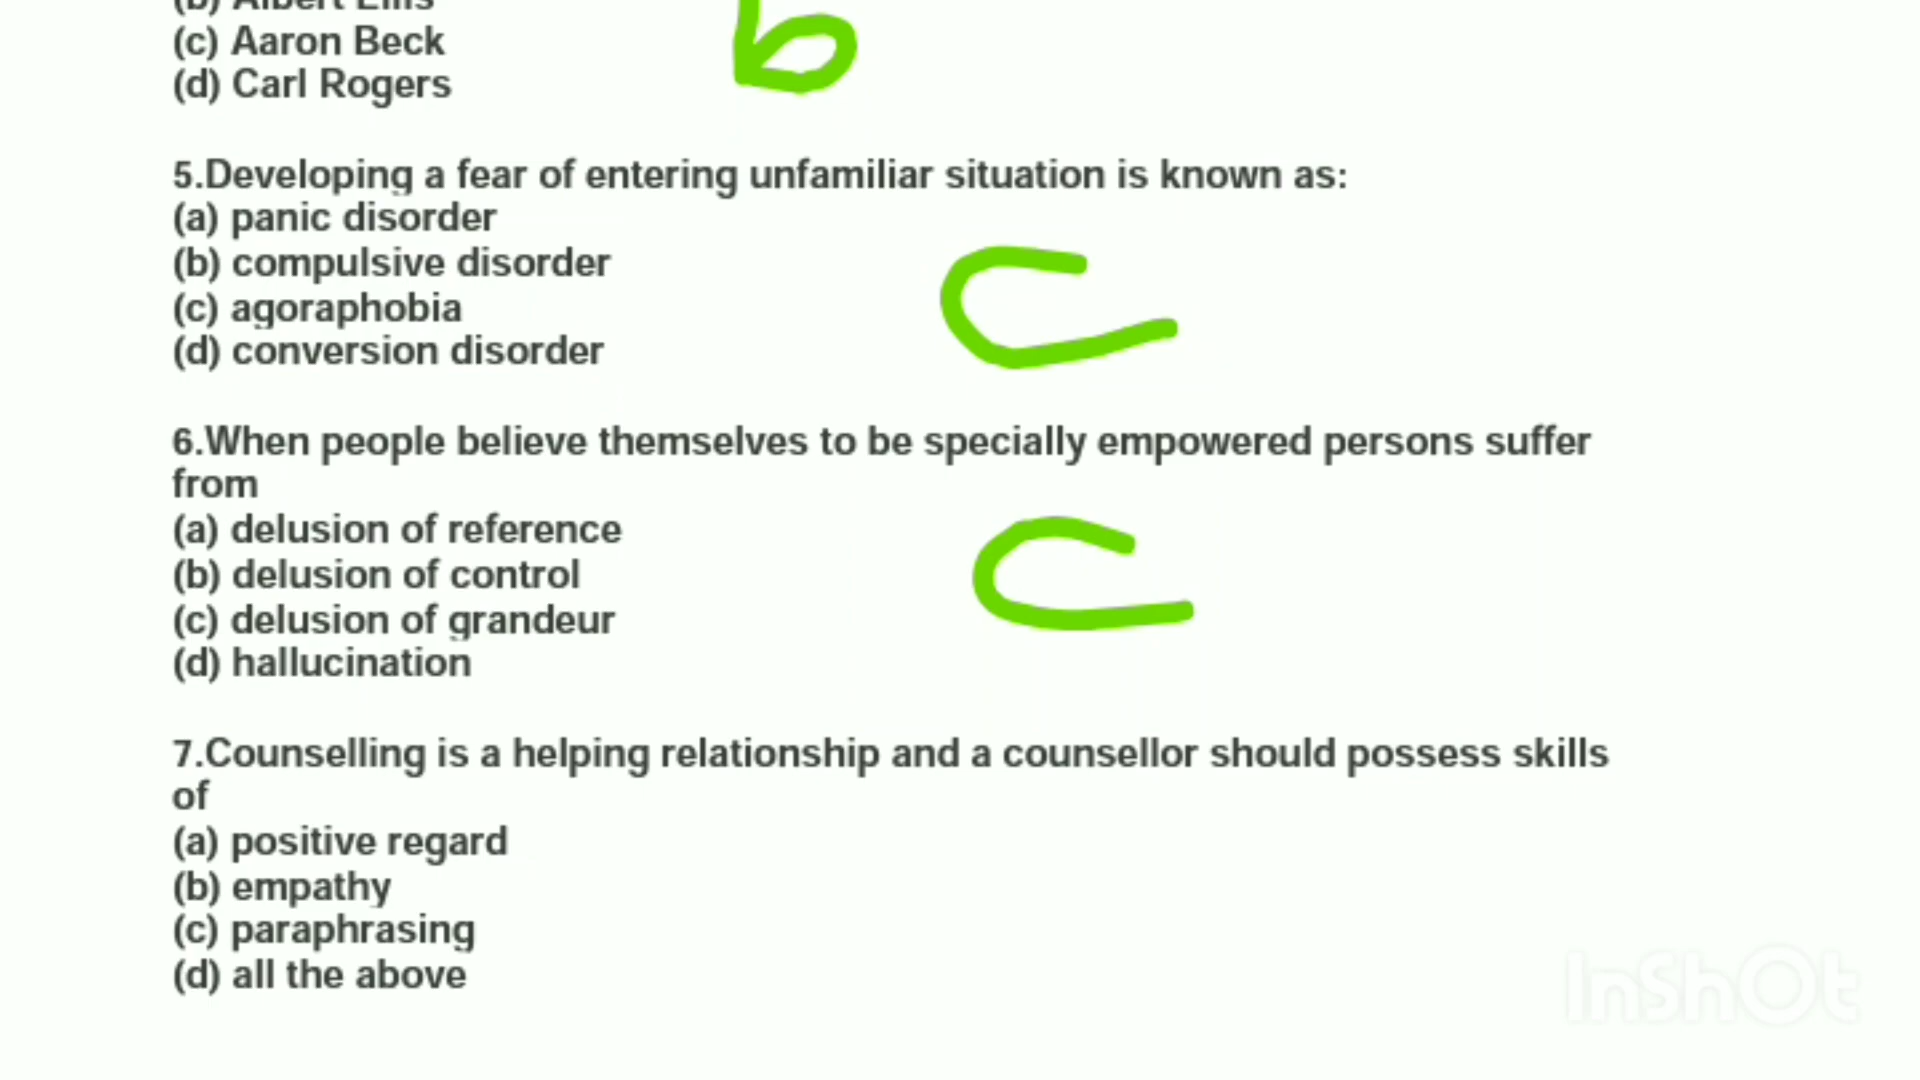 (b) Albert Ellis
(c) Aaron Beck
(d) Carl Rogers
b
5.Developing a fear of entering unfamiliar situation is known as:
(a) panic disorder
(b) compulsive disorder
(c) agoraphobia
(d) conversion disorder
C
6.When people believe themselves to be specially empowered persons suffer
from
(a) delusion of reference
(b) delusion of control
(c) delusion of grandeur
(d) hallucination
C
7.Counselling is a helping relationship and a counsellor should possess skills
of
(a) positive regard
(b) empathy
(c) paraphrasing
(d) all the above
InShOt